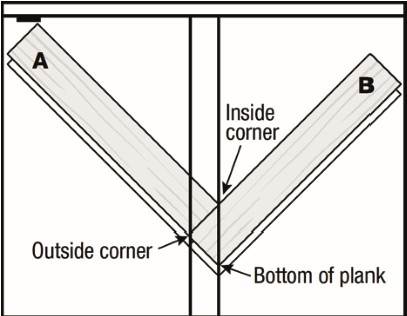 A
B
Inside
corner
Outside corner
Bottom of plank